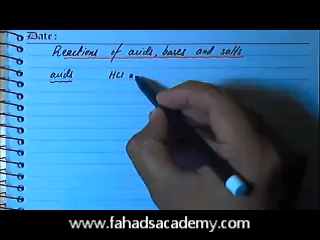 Date:
Reactions of acids, bases and salts
acids HCl a
www.fahadsacademy.com